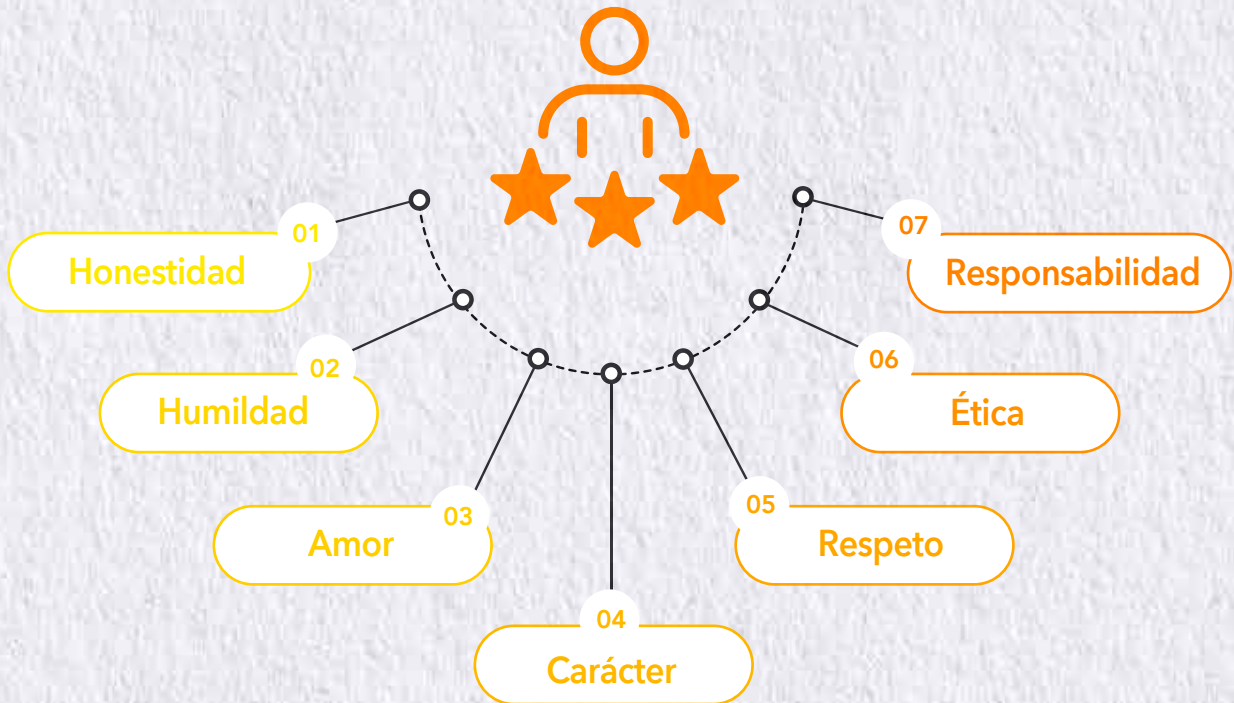 01
Honestidad
02
Humildad
03
Amor
04
Carácter
05
Respeto
06
Ética
07
Responsabilidad